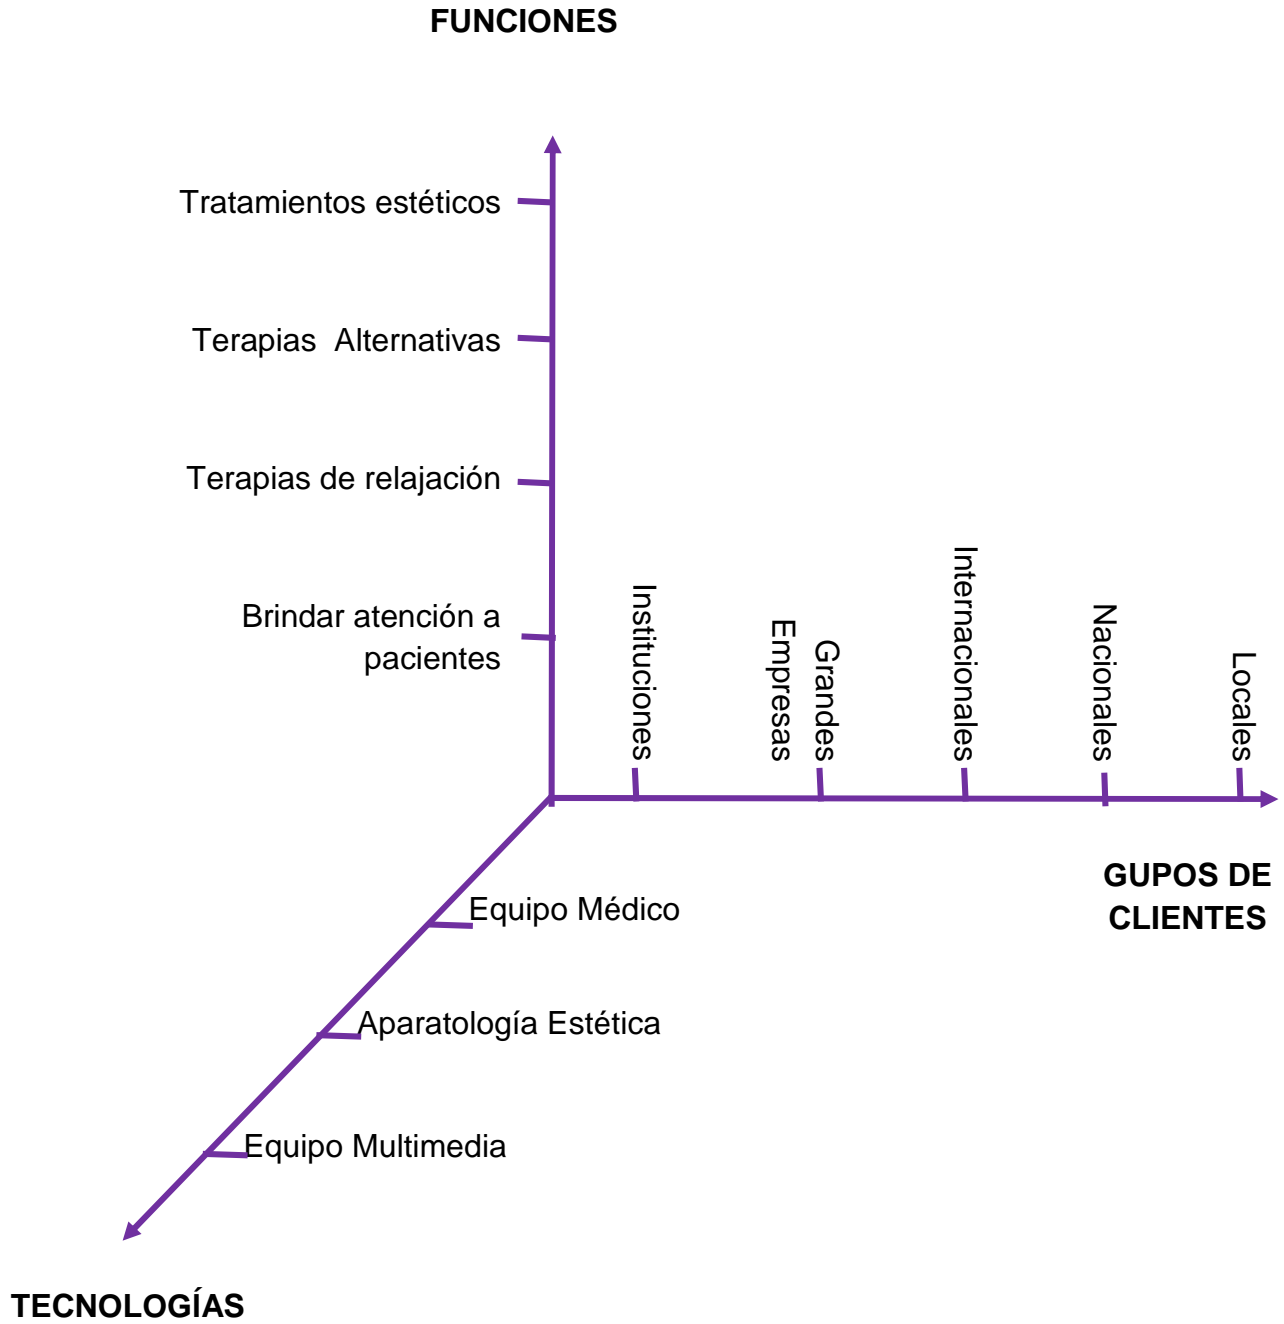 FUNCIONES
Tratamientos estéticos
Terapias Alternativas
Terapias de relajación
Brindar atención a
pacientes
Instituciones
Grandes
Empresas
Internacionales
Nacionales
Locales
GUPOS DE
CLIENTES
Equipo Médico
Aparatología Estética
Equipo Multimedia
TECNOLOGÍAS